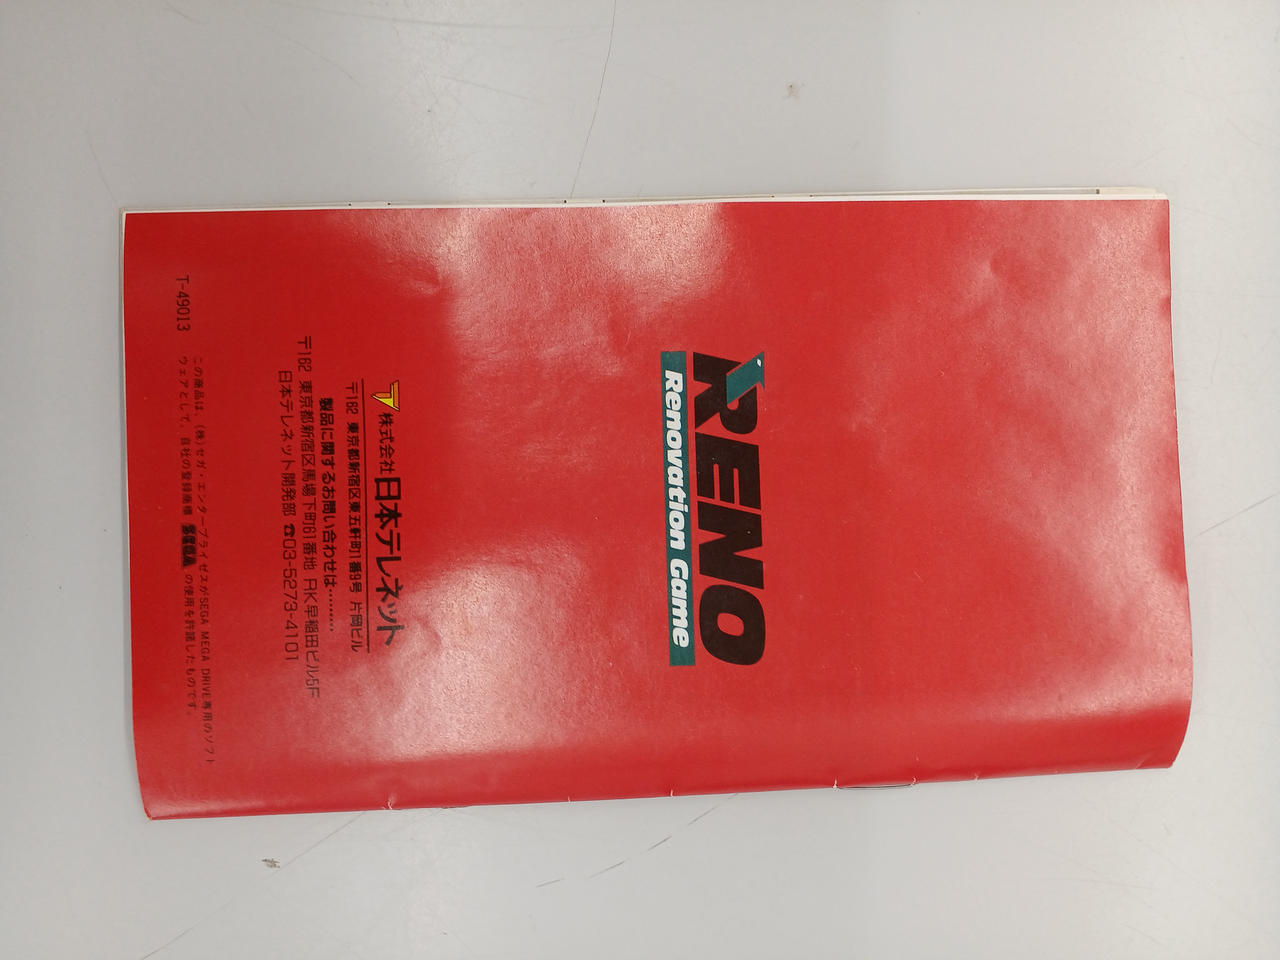 RENO
Renovation Game
株式会社 日本テレネット
〒162 東京都新宿区東五軒町1番9号 片岡ビル
製品に関するお問い合わせは………
〒162 東京都新宿区馬場下町61番地 RK早稲田ビル5F
日本テレネット開発部 ☎03-5273-4101
この商品は、(株)セガ・エンタープライゼスがSEGA MEGA DRIVE専用のソフト
T-49013 ウェアとして、自社の登録商標 SEGA の使用を許諾したものです。